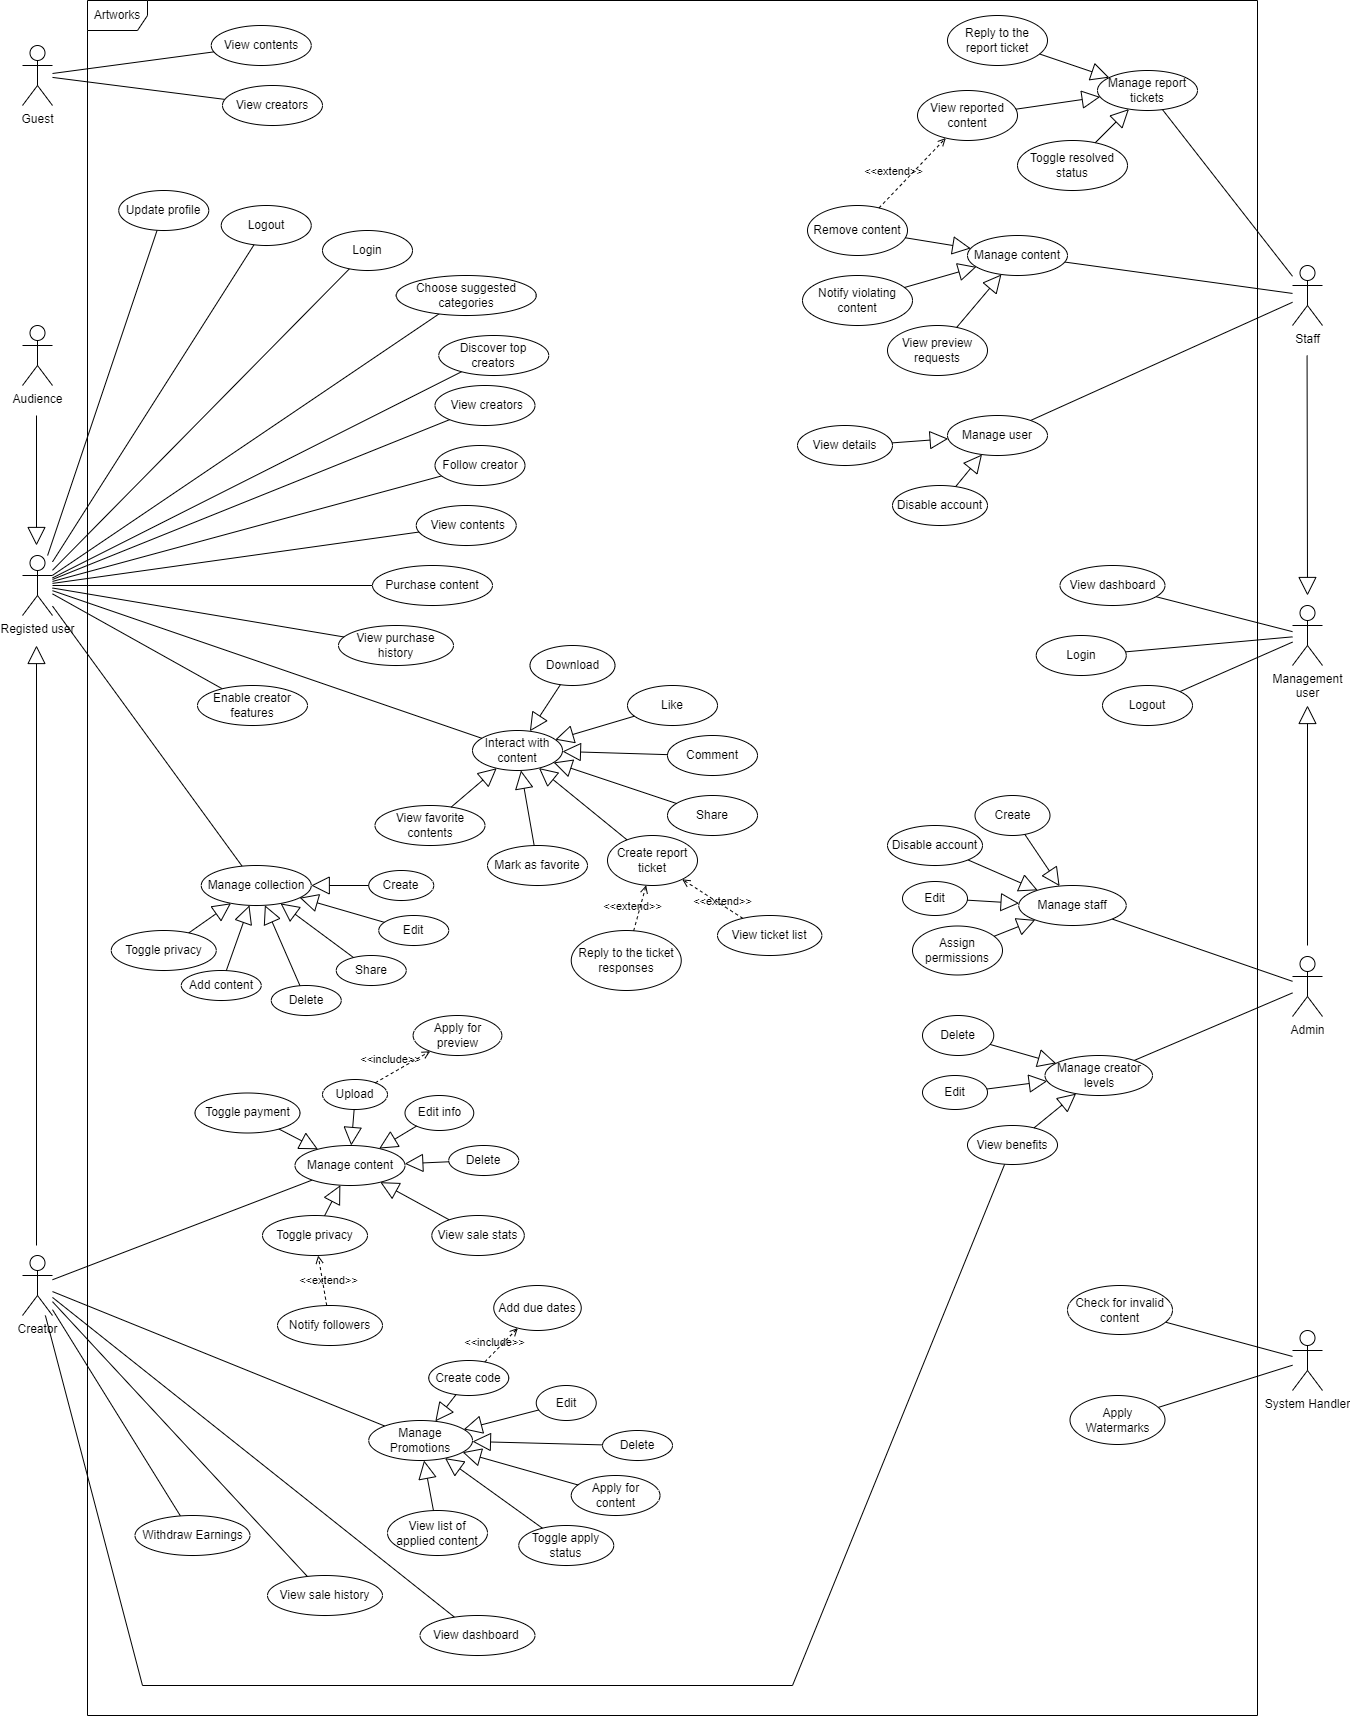 Artworks
View contents
View creators
Guest
Reply to the
report ticket
Manage report
tickets
View reported
content
Toggle resolved
status
<<extend>>
Remove content
Manage content
Notify violating
content
View preview
requests
Staff
Update profile
Logout
Login
Choose suggested
categories
Discover top
creators
View creators
Audience
Follow creator
View contents
Purchase content
View purchase
history
Registed user
Enable creator
features
View details
Manage user
Disable account
View dashboard
Login
Logout
Management
user
Download
Like
Interact with
content
Comment
Share
View favorite
contents
Mark as favorite
Create report
ticket
<<extend>>
<<extend>>
Reply to the ticket
responses
View ticket list
Manage collection
Create
Edit
Share
Delete
Add content
Toggle privacy
Create
Disable account
Edit
Manage staff
Assign
permissions
Admin
Delete
Manage creator
levels
Edit
View benefits
Apply for
preview
<<include>>
Upload
Toggle payment
Edit info
Manage content
Delete
Toggle privacy
View sale stats
<<extend>>
Notify followers
Creator
Add due dates
<<include>>
Create code
Edit
Manage
Promotions
Delete
Apply for
content
View list of
applied content
Toggle apply
status
Withdraw Earnings
View sale history
View dashboard
Check for invalid
content
System Handler
Apply
Watermarks